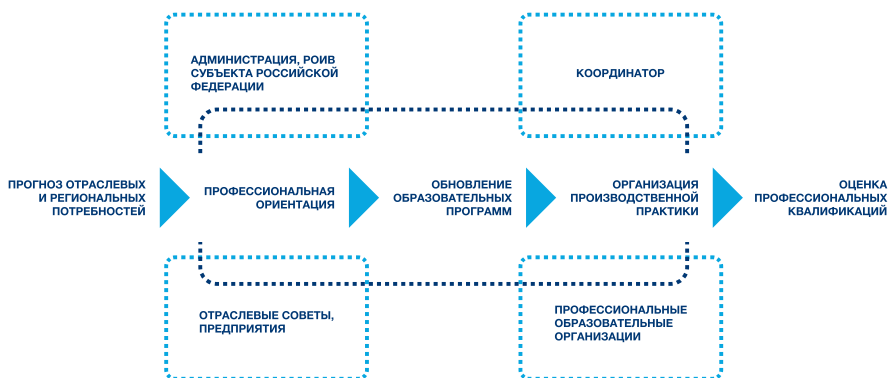 АДМИНИСТРАЦИЯ, РОИВ
СУБЪЕКТА РОССИЙСКОЙ
ФЕДЕРАЦИИ
КООРДИНАТОР
ПРОГНОЗ ОТРАСЛЕВЫХ
И РЕГИОНАЛЬНЫХ
ПОТРЕБНОСТЕЙ
ПРОФЕССИОНАЛЬНАЯ
ОРИЕНТАЦИЯ
ОБНОВЛЕНИЕ
ОБРАЗОВАТЕЛЬНЫХ
ПРОГРАММ
ОРГАНИЗАЦИЯ
ПРОИЗВОДСТВЕННОЙ
ПРАКТИКИ
ОЦЕНКА
ПРОФЕССИОНАЛЬНЫХ
КВАЛИФИКАЦИЙ
ОТРАСЛЕВЫЕ СОВЕТЫ,
ПРЕДПРИЯТИЯ
ПРОФЕССИОНАЛЬНЫЕ
ОБРАЗОВАТЕЛЬНЫЕ
ОРГАНИЗАЦИИ